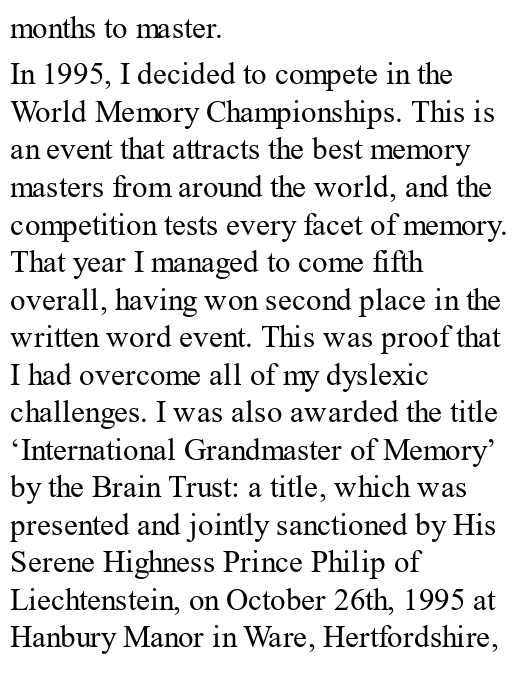 months to master.
In 1995, I decided to compete in the
World Memory Championships. This is
an event that attracts the best memory
masters from around the world, and the
competition tests every facet of memory.
That year I managed to come fifth
overall, having won second place in the
written word event. This was proof that
I had overcome all of my dyslexic
challenges. I was also awarded the title
‘International Grandmaster of Memory’
by the Brain Trust: a title, which was
presented and jointly sanctioned by His
Serene Highness Prince Philip of
Liechtenstein, on October 26th, 1995 at
Hanbury Manor in Ware, Hertfordshire,